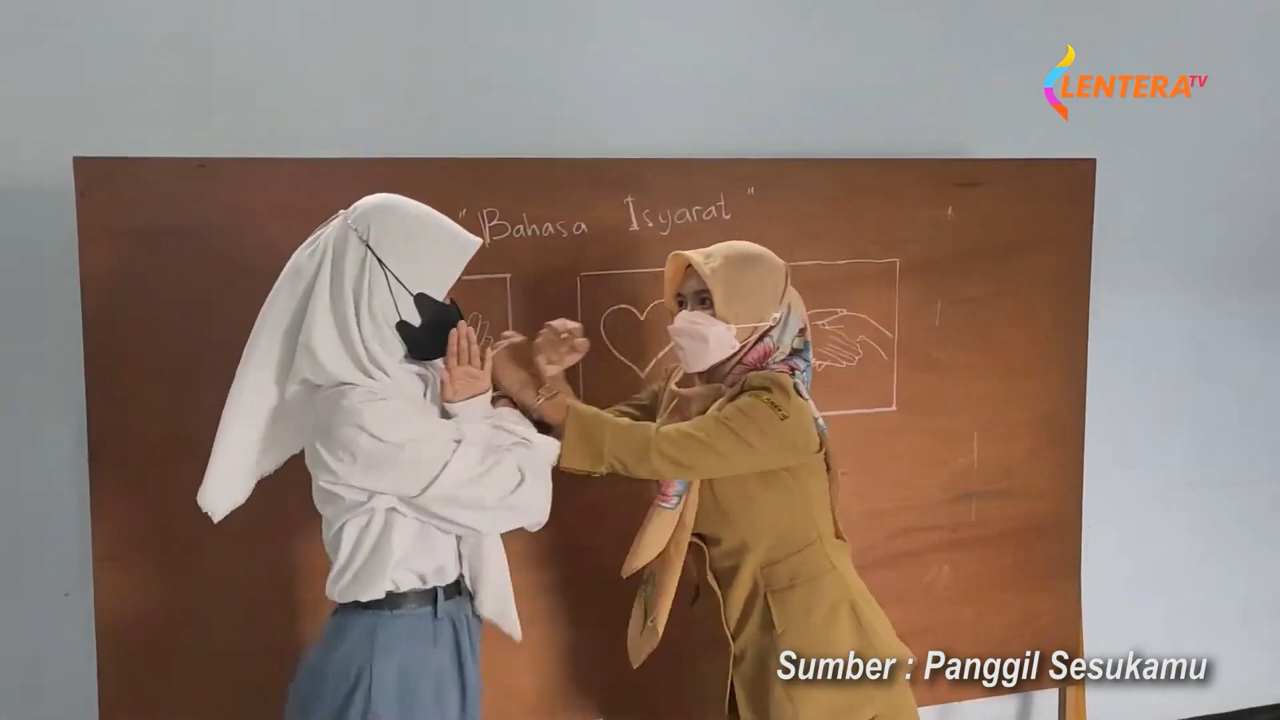 LENTERA TV
" Bahasa Isyarat "
Sumber : Panggil Sesukamu